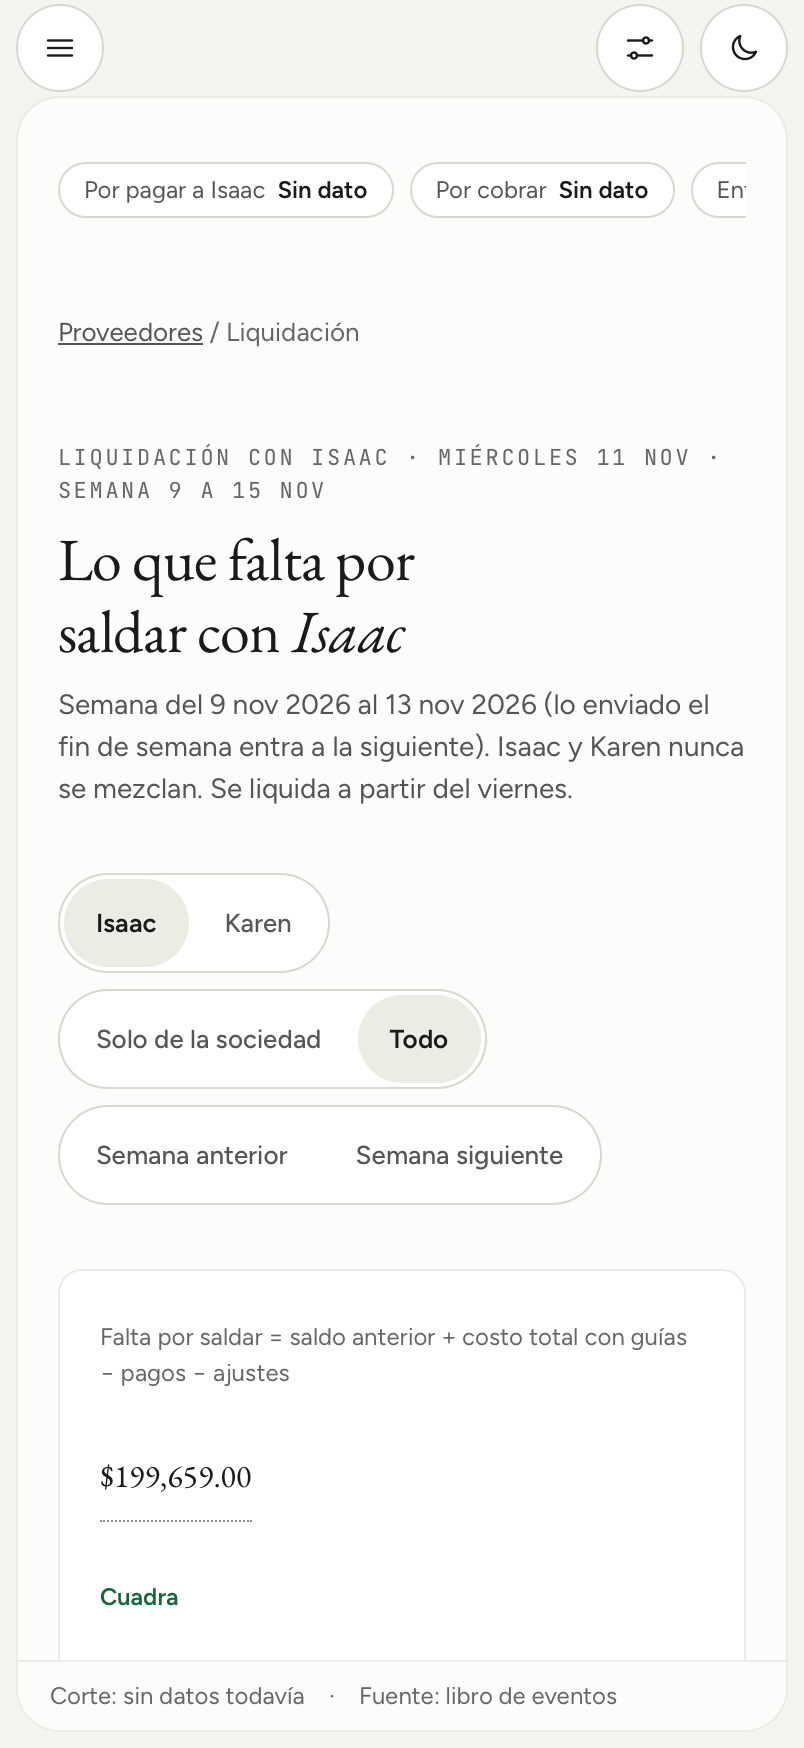 Por pagar a Isaac Sin dato
Por cobrar Sin dato
Proveedores / Liquidación
LIQUIDACIÓN CON ISAAC · MIÉRCOLES 11 NOV ·
SEMANA 9 A 15 NOV
Lo que falta por
saldar con Isaac
Semana del 9 nov 2026 al 13 nov 2026 (lo enviado el
fin de semana entra a la siguiente). Isaac y Karen nunca
se mezclan. Se liquida a partir del viernes.
Isaac Karen
Solo de la sociedad Todo
Semana anterior Semana siguiente
Falta por saldar = saldo anterior + costo total con guías
− pagos − ajustes
$199,659.00
Cuadra
Corte: sin datos todavía · Fuente: libro de eventos